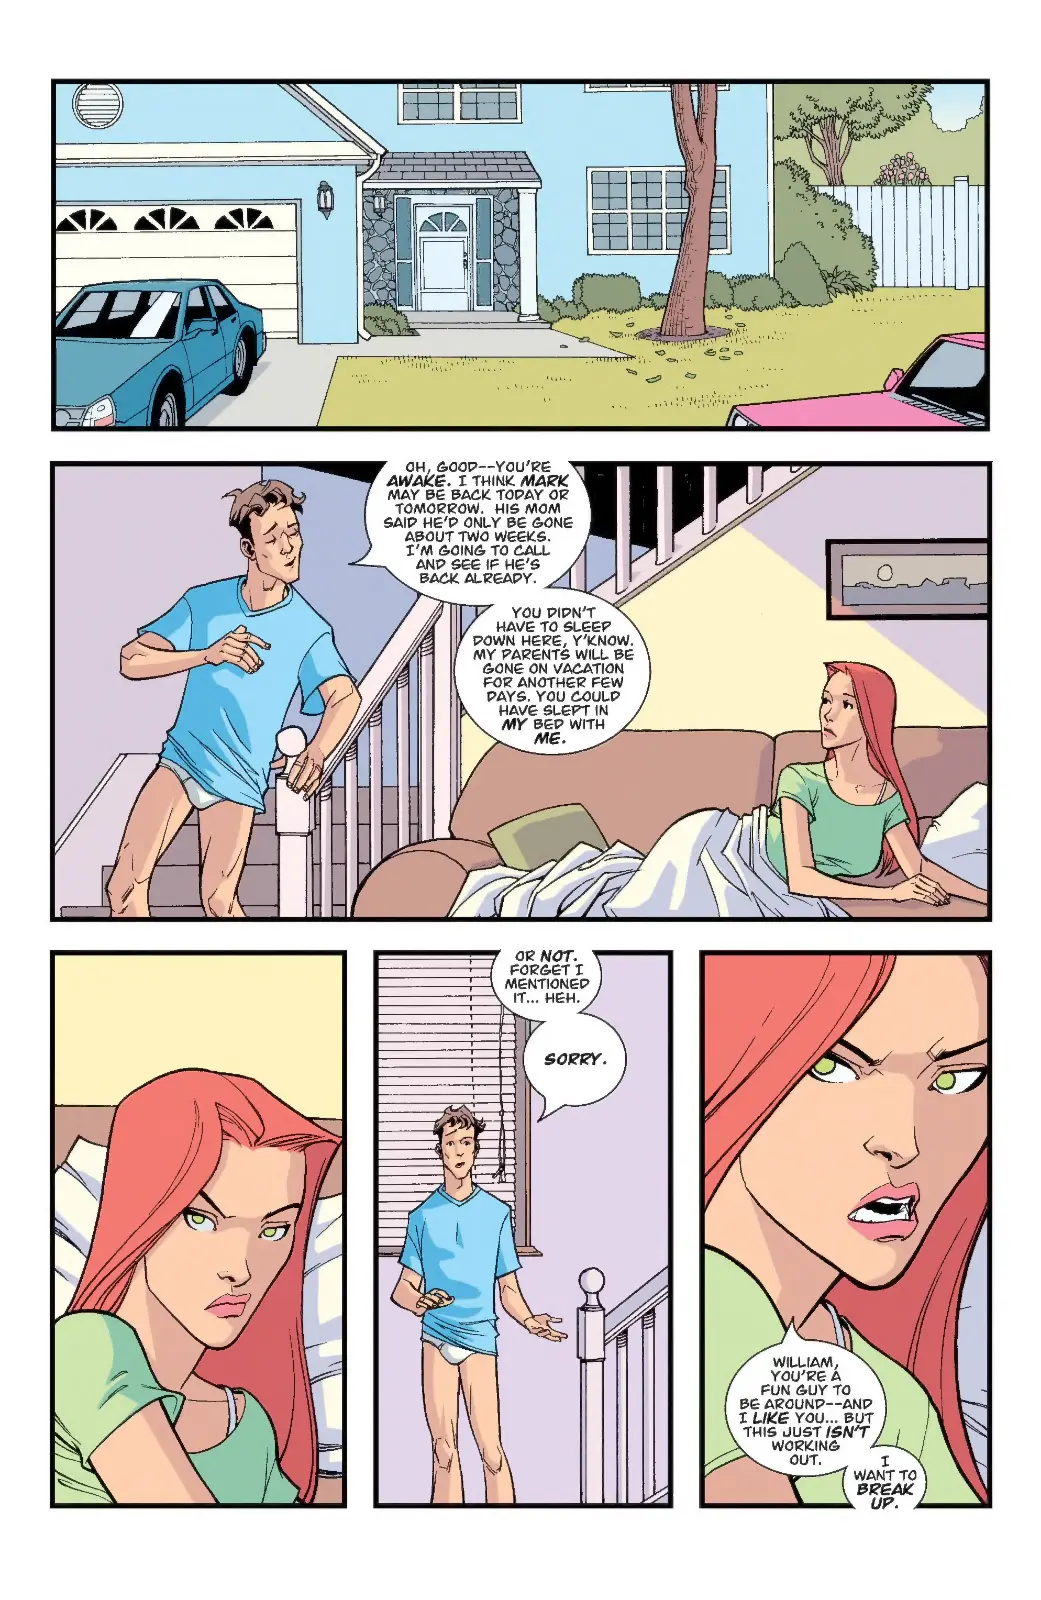 OH, GOOD--YOU'RE
AWAKE. I THINK MARK
MAY BE BACK TODAY OR
TOMORROW. HIS MOM
SAID HE'D ONLY BE GONE
ABOUT TWO WEEKS.
I'M GOING TO CALL
AND SEE IF HE'S
BACK ALREADY.
YOU DIDN'T
HAVE TO SLEEP
DOWN HERE, Y'KNOW.
MY PARENTS WILL BE
GONE ON VACATION
FOR ANOTHER FEW
DAYS. YOU COULD
HAVE SLEPT IN
MY BED WITH
ME.
OR NOT.
FORGET I
MENTIONED
IT... HEH.
SORRY.
WILLIAM,
YOU'RE A
FUN GUY TO
BE AROUND--AND
I LIKE YOU... BUT
THIS JUST ISN'T
WORKING
OUT.
I
WANT TO
BREAK
UP.